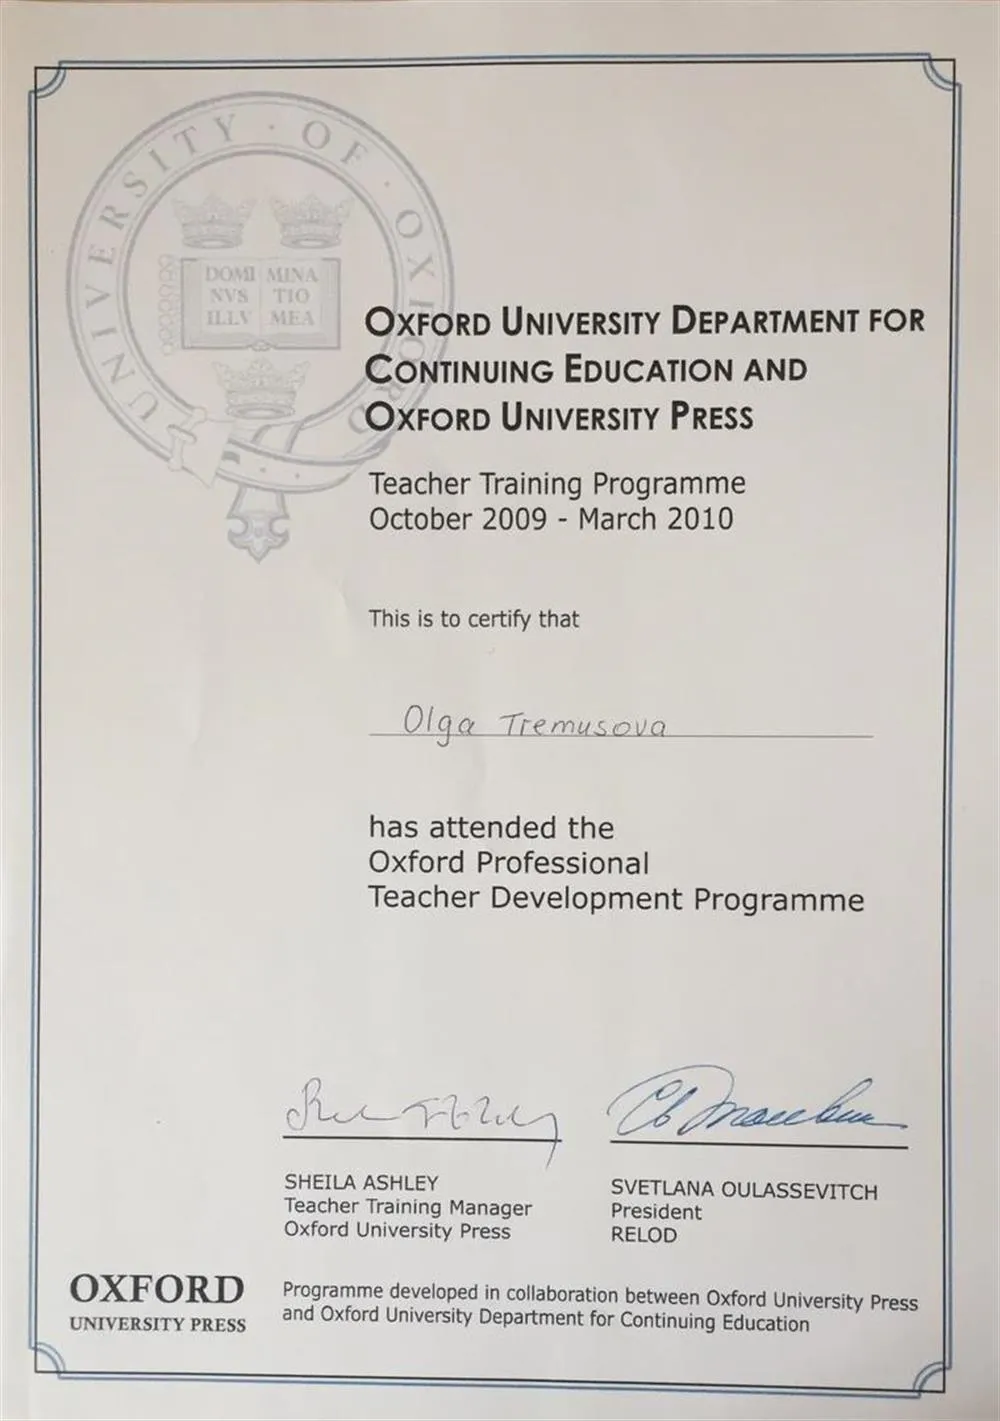 UNIVERSITY · OF · OXFORD
DOMI MINA
NVS TIO
ILLV MEA
OXFORD UNIVERSITY DEPARTMENT FOR
CONTINUING EDUCATION AND
OXFORD UNIVERSITY PRESS
Teacher Training Programme
October 2009 - March 2010
This is to certify that
Olga Tremusova
has attended the
Oxford Professional
Teacher Development Programme
SHEILA ASHLEY
Teacher Training Manager
Oxford University Press
SVETLANA OULASSEVITCH
President
RELOD
OXFORD
UNIVERSITY PRESS
Programme developed in collaboration between Oxford University Press
and Oxford University Department for Continuing Education